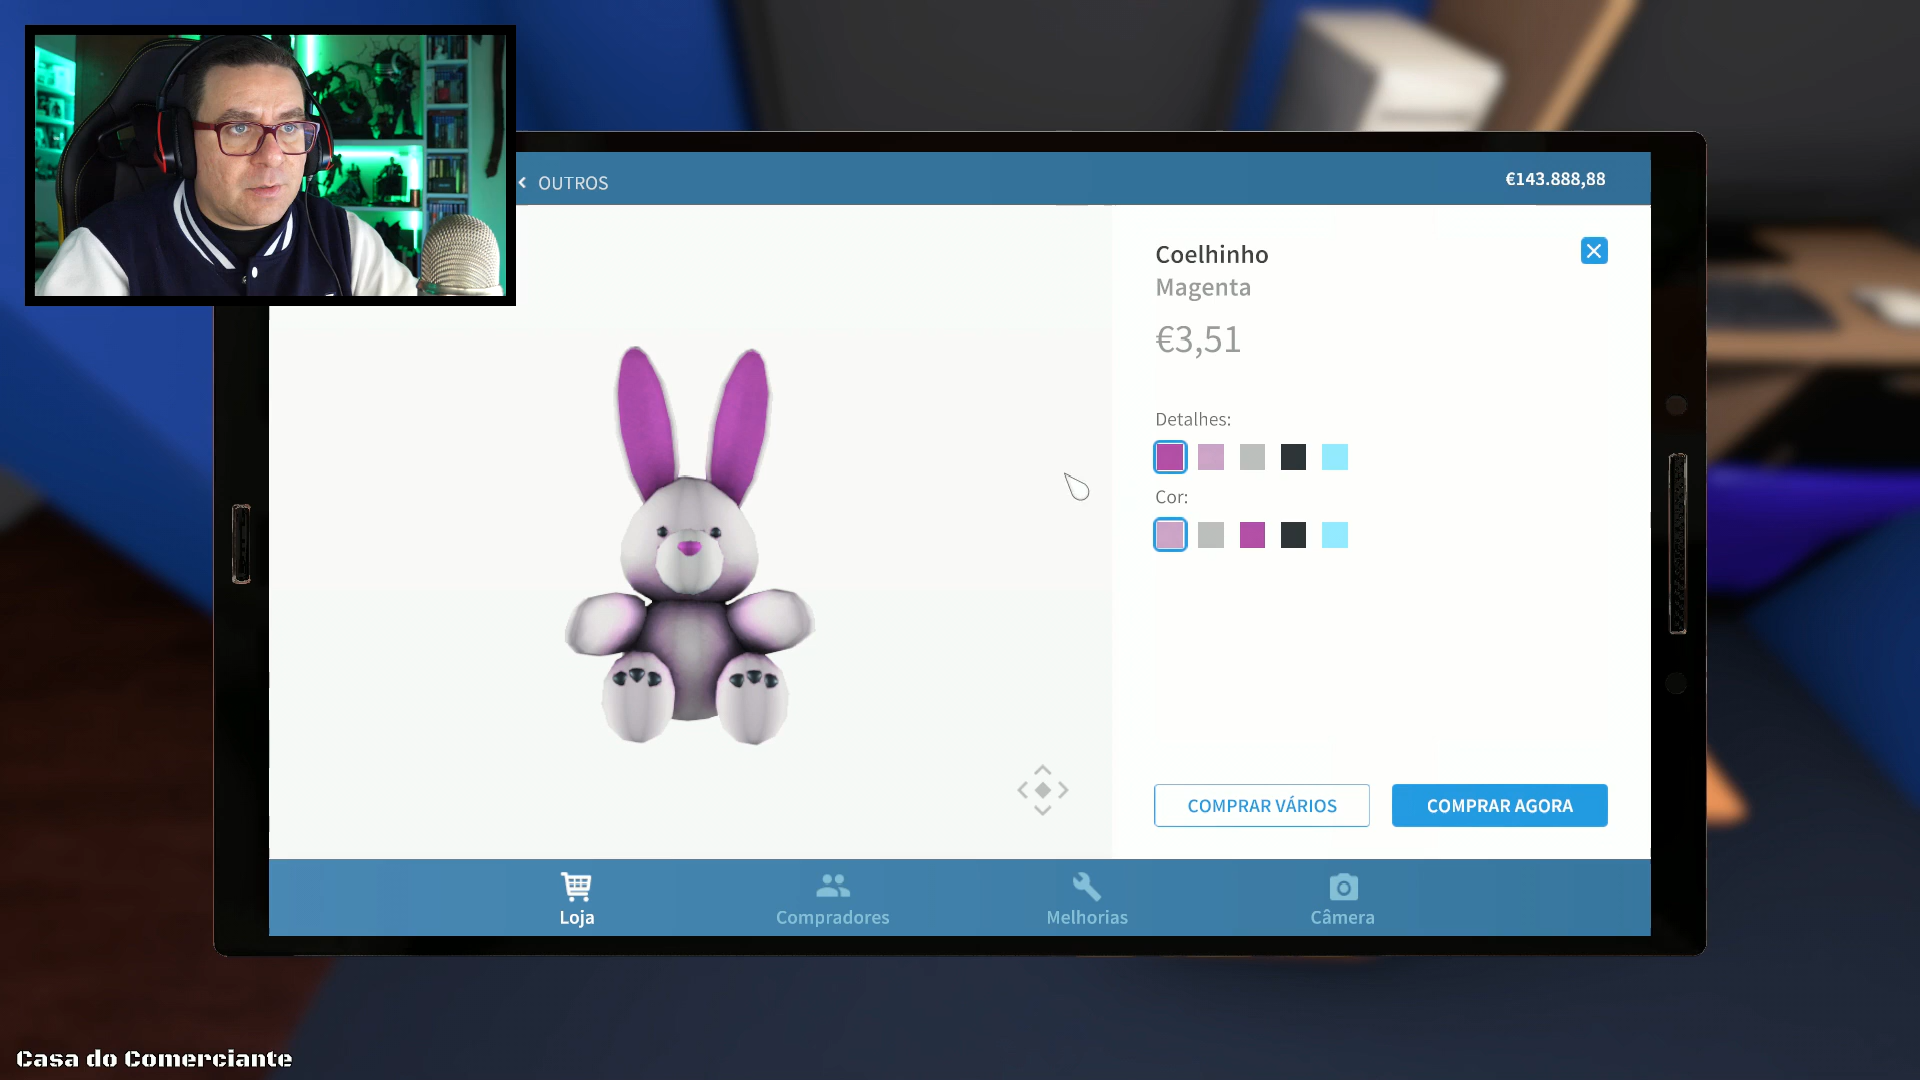 OUTROS
€143.888,88
Coelhinho
Magenta
€3,51
Detalhes:
Cor:
COMPRAR VÁRIOS
COMPRAR AGORA
Loja
Compradores
Melhorias
Câmera
Casa do Comerciante